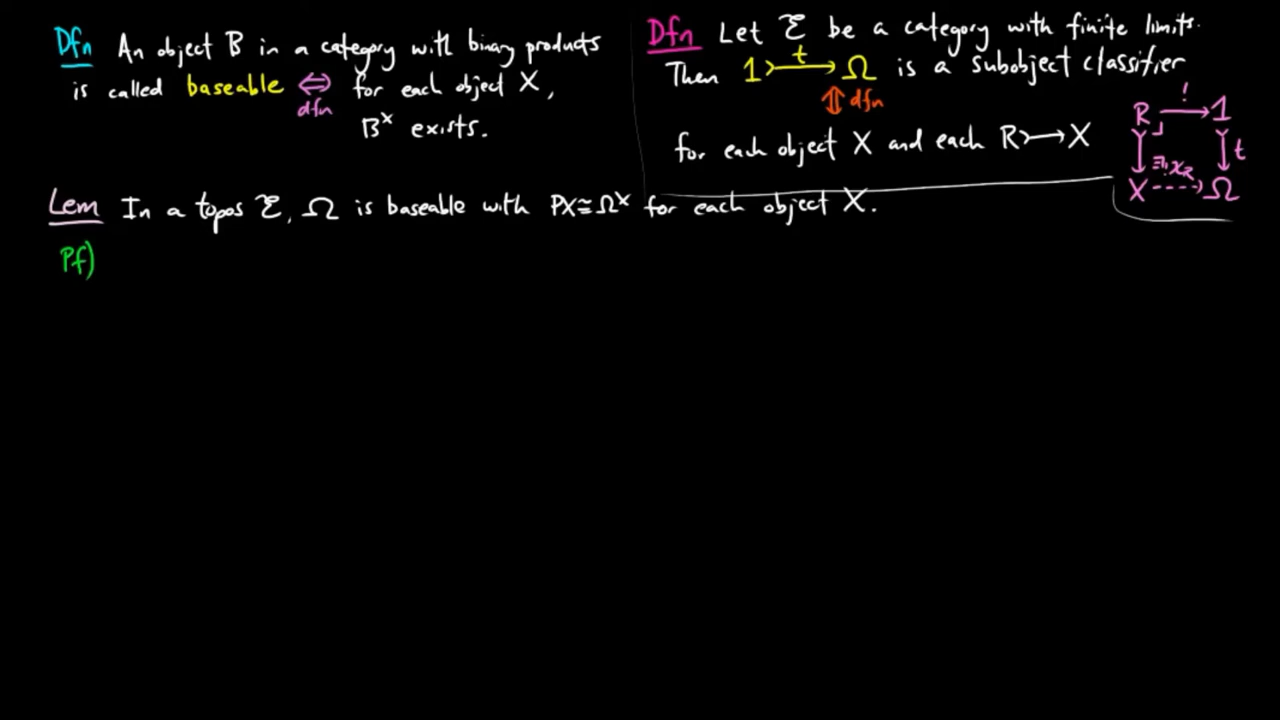 Dfn An object B in a category with binary products
is called baseable ⇔ for each object X,
dfn
Bˣ exists.
Dfn Let ℰ be a category with finite limits.
Then 1 ↣ Ω is a subobject classifier
t
⇕ dfn
for each object X and each R ↣ X
R → 1
!
∃! χ_R
t
X ⇢ Ω
Lem In a topos ℰ, Ω is baseable with PX ≅ Ωˣ for each object X.
Pf)